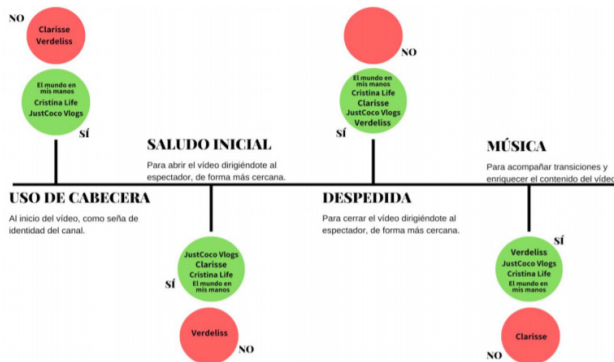 NO
Clarisse
Verdeliss
El mundo en
mis manos
Cristina Life
JustCoco Vlogs
SÍ
USO DE CABECERA
Al inicio del vídeo, como seña de
identidad del canal.
SALUDO INICIAL
Para abrir el vídeo dirigiéndote al
espectador, de forma más cercana.
JustCoco Vlogs
Clarisse
Cristina Life
El mundo en
mis manos
SÍ
Verdeliss
NO
NO
El mundo en
mis manos
Cristina Life
Clarisse
JustCoco Vlogs
Verdeliss
SÍ
DESPEDIDA
Para cerrar el vídeo dirigiéndote al
espectador, de forma más cercana.
MÚSICA
Para acompañar transiciones y
enriquecer el contenido del vídeo
SÍ
Verdeliss
JustCoco Vlogs
Cristina Life
El mundo en
mis manos
Clarisse
NO